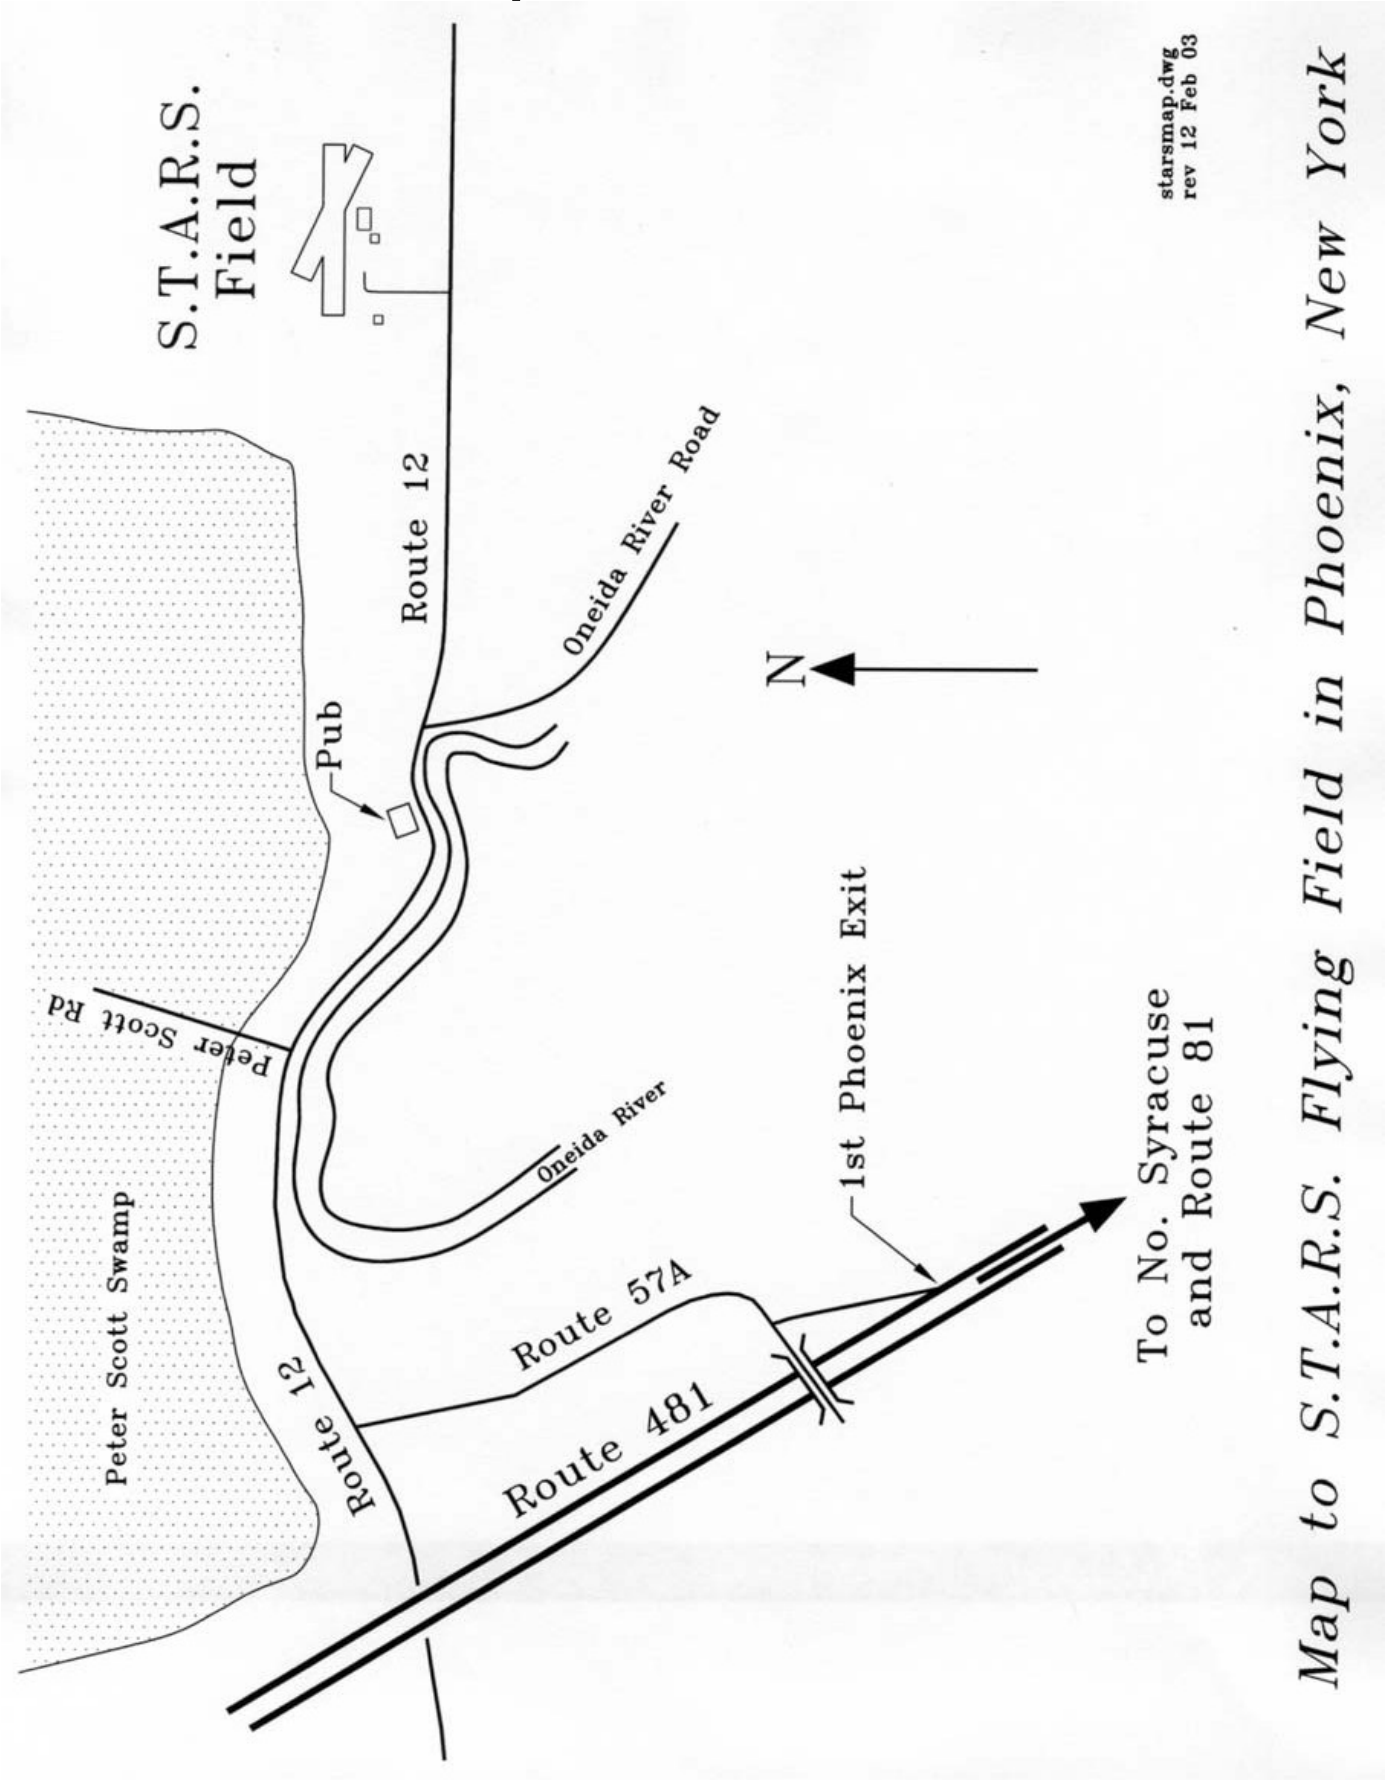 S.T.A.R.S.
Field
Peter Scott Swamp
Peter Scott Rd
Pub
Route 12
Route 12
Oneida River
Oneida River Road
Route 57A
Route 481
N
1st Phoenix Exit
To No. Syracuse
and Route 81
starsmap.dwg
rev 12 Feb 03
Map to S.T.A.R.S. Flying Field in Phoenix, New York